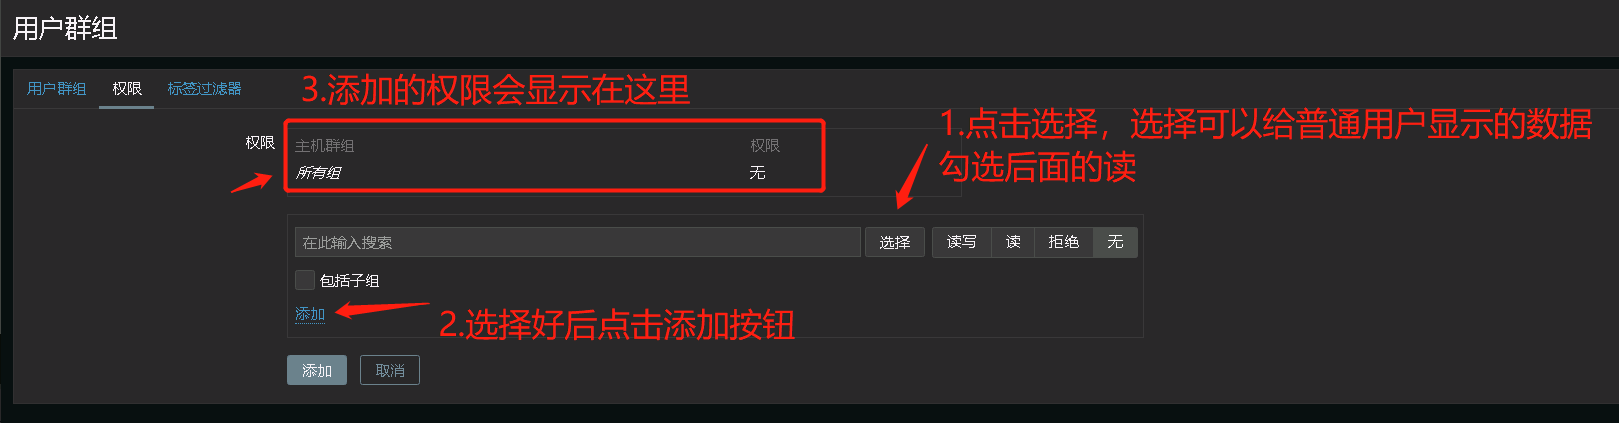 用户群组
用户群组 权限 标签过滤器
3.添加的权限会显示在这里
1.点击选择，选择可以给普通用户显示的数据
勾选后面的读
权限
主机群组 权限
所有组 无
在此输入搜索 选择 读写 读 拒绝 无
包括子组
添加
2.选择好后点击添加按钮
添加 取消